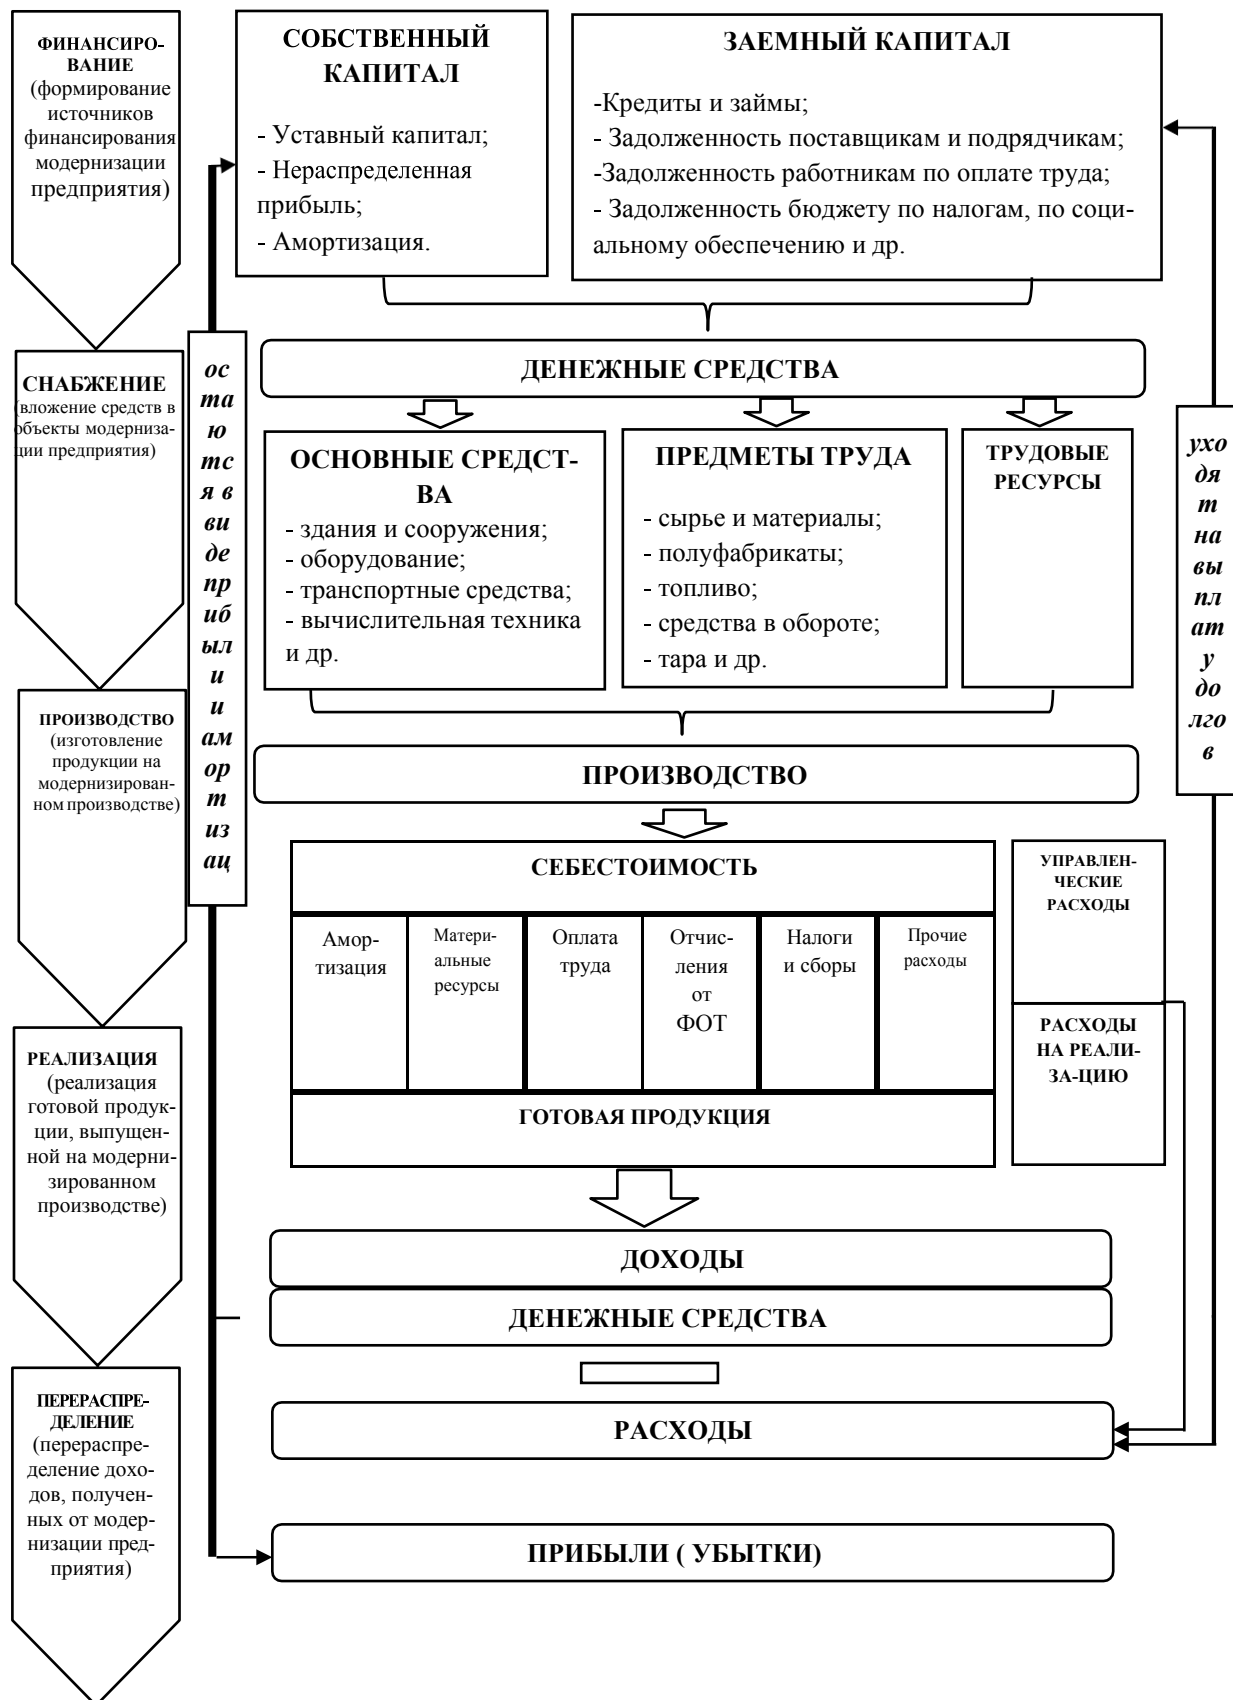 ФИНАНСИРО-
ВАНИЕ
(формирование
источников
финансирования
модернизации
предприятия)
СОБСТВЕННЫЙ
КАПИТАЛ
- Уставный капитал;
- Нераспределенная
прибыль;
- Амортизация.
ЗАЕМНЫЙ КАПИТАЛ
-Кредиты и займы;
- Задолженность поставщикам и подрядчикам;
-Задолженность работникам по оплате труда;
- Задолженность бюджету по налогам, по соци-
альному обеспечению и др.
СНАБЖЕНИЕ
(вложение средств в
объекты модерниза-
ции предприятия)
ос
та
ю
тс
я в
ви
де
пр
иб
ыл
и
и
ам
ор
т
из
ац
ДЕНЕЖНЫЕ СРЕДСТВА
ОСНОВНЫЕ СРЕДСТ-
ВА
- здания и сооружения;
- оборудование;
- транспортные средства;
- вычислительная техника
и др.
ПРЕДМЕТЫ ТРУДА
- сырье и материалы;
- полуфабрикаты;
- топливо;
- средства в обороте;
- тара и др.
ТРУДОВЫЕ
РЕСУРСЫ
ухо
дя
т
на
вы
пл
ат
у
до
лго
в
ПРОИЗВОДСТВО
(изготовление
продукции на
модернизирован-
ном производстве)
ПРОИЗВОДСТВО
СЕБЕСТОИМОСТЬ
Амор-
тизация
Матери-
альные
ресурсы
Оплата
труда
Отчис-
ления
от
ФОТ
Налоги
и сборы
Прочие
расходы
ГОТОВАЯ ПРОДУКЦИЯ
УПРАВЛЕН-
ЧЕСКИЕ
РАСХОДЫ
РАСХОДЫ
НА РЕАЛИ-
ЗА-ЦИЮ
РЕАЛИЗАЦИЯ
(реализация
готовой продук-
ции, выпущен-
ной на модерни-
зированном
производстве)
ДОХОДЫ
ДЕНЕЖНЫЕ СРЕДСТВА
ПЕРЕРАСПРЕ-
ДЕЛЕНИЕ
(перераспре-
деление дохо-
дов, получен-
ных от модер-
низации пред-
приятия)
РАСХОДЫ
ПРИБЫЛИ ( УБЫТКИ)